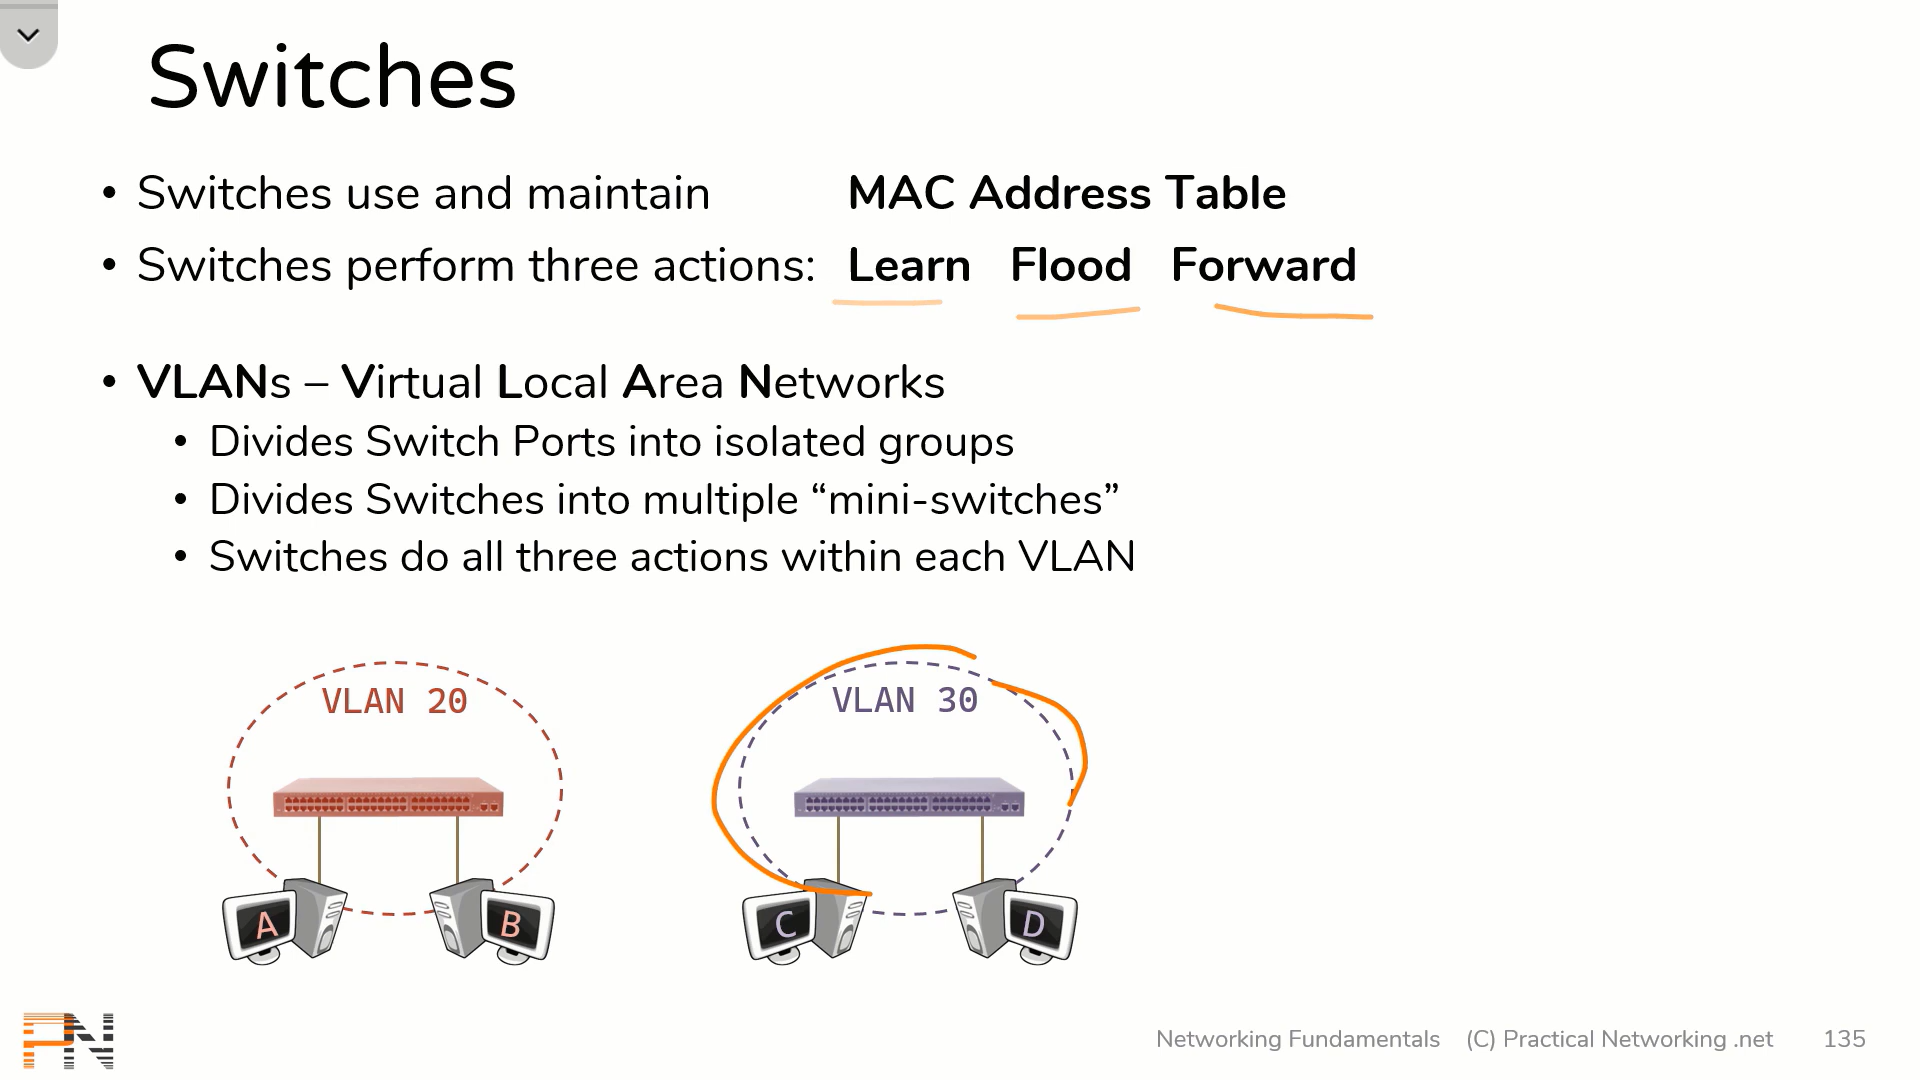 Switches
• Switches use and maintain MAC Address Table
• Switches perform three actions: Learn Flood Forward
• VLANs – Virtual Local Area Networks
• Divides Switch Ports into isolated groups
• Divides Switches into multiple “mini-switches”
• Switches do all three actions within each VLAN
VLAN 20 VLAN 30
A B C D
PN Networking Fundamentals (C) Practical Networking .net 135